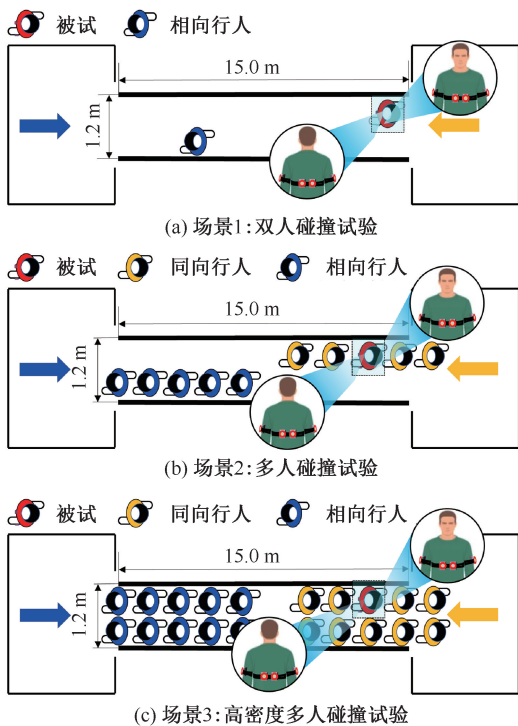 被试 相向行人
15.0 m
1.2 m
(a) 场景1:双人碰撞试验
被试 同向行人 相向行人
15.0 m
1.2 m
(b) 场景2:多人碰撞试验
被试 同向行人 相向行人
15.0 m
1.2 m
(c) 场景3:高密度多人碰撞试验